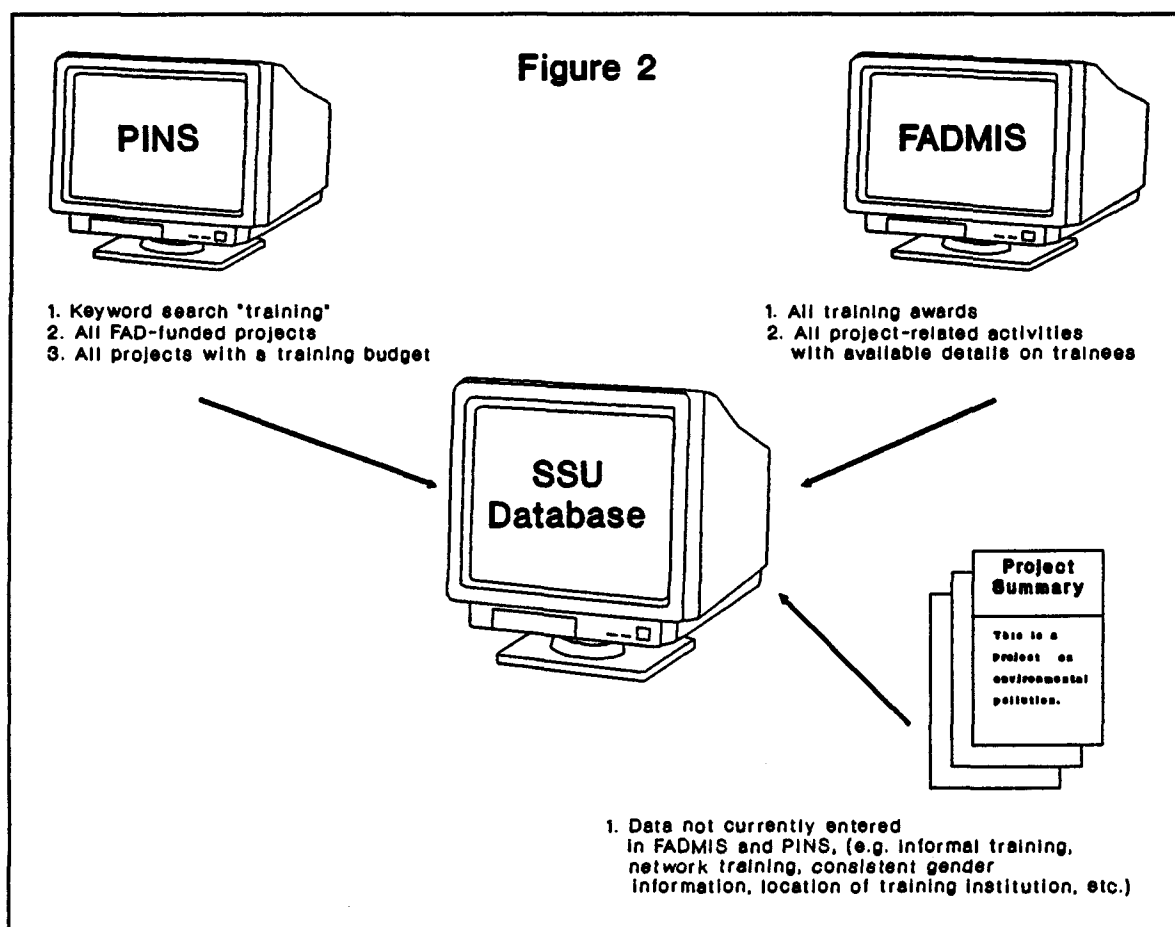 Figure 2
PINS
FADMIS
1. Keyword search "training"
2. All FAD-funded projects
3. All projects with a training budget
1. All training awards
2. All project-related activities
with available details on trainees
SSU
Database
Project
Summary
This is a
project on
environmental
pollution.
1. Data not currently entered
in FADMIS and PINS, (e.g. informal training,
network training, consistent gender
information, location of training institution, etc.)